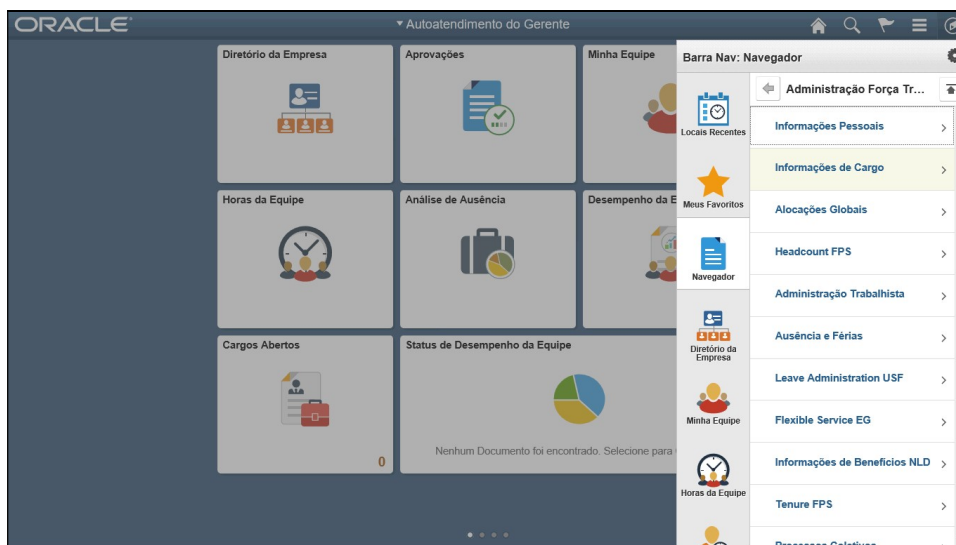 ORACLE
Autoatendimento do Gerente
Diretório da Empresa
Aprovações
Minha Equipe
Horas da Equipe
Análise de Ausência
Desempenho da E
Cargos Abertos
0
Status de Desempenho da Equipe
Nenhum Documento foi encontrado. Selecione para
Barra Nav: Navegador
Locais Recentes
Meus Favoritos
Navegador
Diretório da
Empresa
Minha Equipe
Horas da Equipe
Administração Força Tr...
Informações Pessoais
Informações de Cargo
Alocações Globais
Headcount FPS
Administração Trabalhista
Ausência e Férias
Leave Administration USF
Flexible Service EG
Informações de Benefícios NLD
Tenure FPS
Processos Coletivos